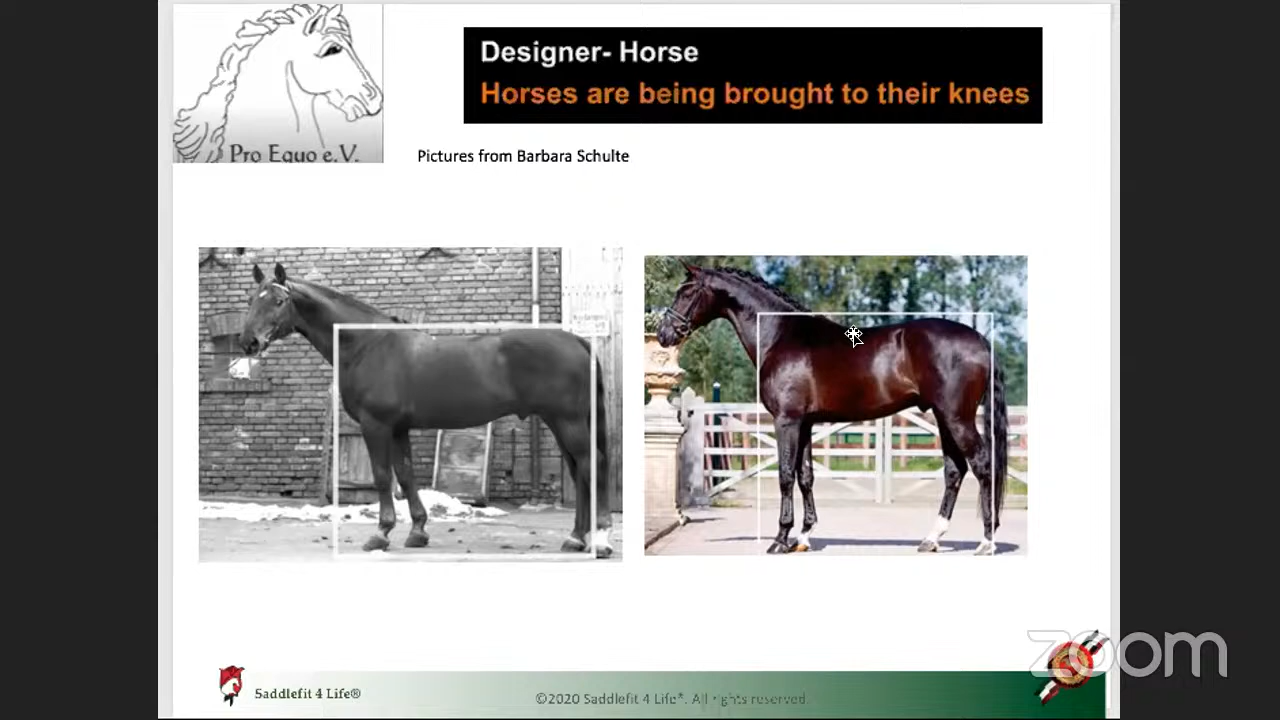 Designer- Horse
Horses are being brought to their knees
Pro Equo e.V.
Pictures from Barbara Schulte
Saddlefit 4 Life®
©2020 Saddlefit 4 Life®. All rights reserved.
zoom